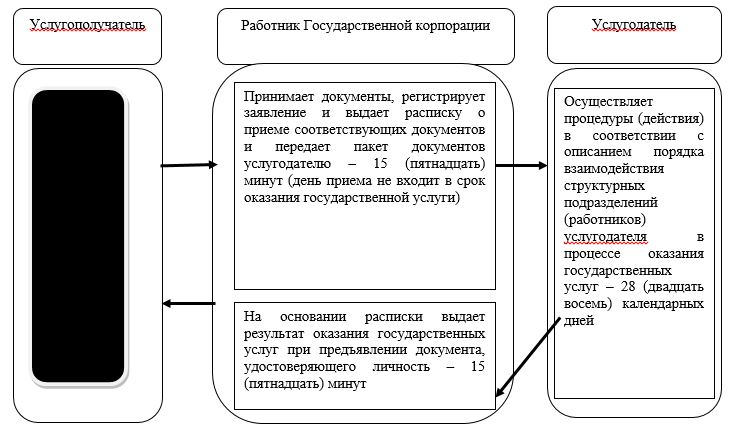 Услугополучатель
Работник Государственной корпорации
Услугодатель
Принимает документы, регистрирует
заявление и выдает расписку о
приеме соответствующих документов
и передает пакет документов
услугодателю – 15 (пятнадцать)
минут (день приема не входит в срок
оказания государственной услуги)
На основании расписки выдает
результат оказания государственных
услуг при предъявлении документа,
удостоверяющего личность – 15
(пятнадцать) минут
Осуществляет
процедуры (действия)
в соответствии с
описанием порядка
взаимодействия
структурных
подразделений
(работников)
услугодателя в
процессе оказания
государственных
услуг – 28 (двадцать
восемь) календарных
дней